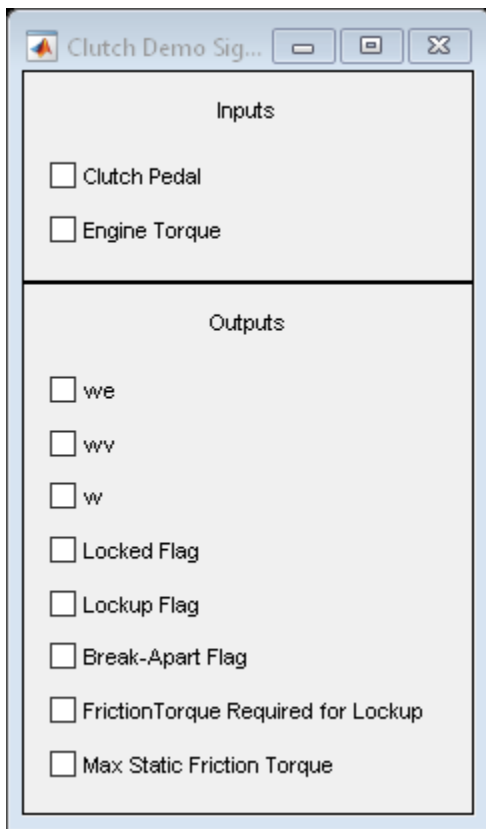 Clutch Demo Sig...
Inputs
Clutch Pedal
Engine Torque
Outputs
we
wv
w
Locked Flag
Lockup Flag
Break-Apart Flag
FrictionTorque Required for Lockup
Max Static Friction Torque